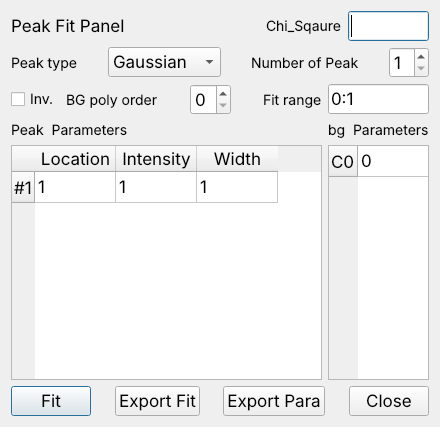 Peak Fit Panel Chi_Sqaure
Peak type Gaussian Number of Peak 1
Inv. BG poly order 0 Fit range 0:1
Peak Parameters bg Parameters
Location Intensity Width
#1 1 1 1
C0 0
Fit Export Fit Export Para Close